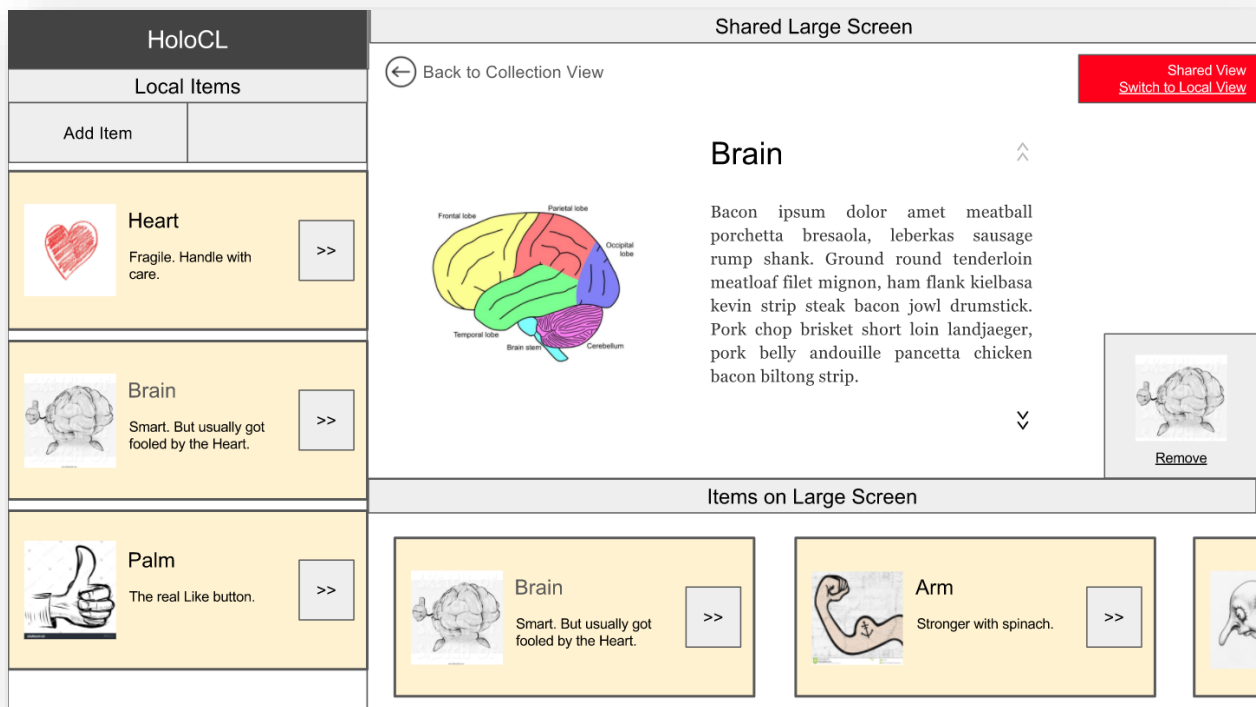 HoloCL
Local Items
Add Item
Heart
Fragile. Handle with
care.
>>
Brain
Smart. But usually got
fooled by the Heart.
>>
Palm
The real Like button.
>>
Shared Large Screen
Back to Collection View
Shared View
Switch to Local View
Frontal lobe
Parietal lobe
Occipital
lobe
Temporal lobe
Brain stem
Cerebellum
Brain
Bacon ipsum dolor amet meatball
porchetta bresaola, leberkas sausage
rump shank. Ground round tenderloin
meatloaf filet mignon, ham flank kielbasa
kevin strip steak bacon jowl drumstick.
Pork chop brisket short loin landjaeger,
pork belly andouille pancetta chicken
bacon biltong strip.
Remove
Items on Large Screen
Brain
Smart. But usually got
fooled by the Heart.
>>
Arm
Stronger with spinach.
>>